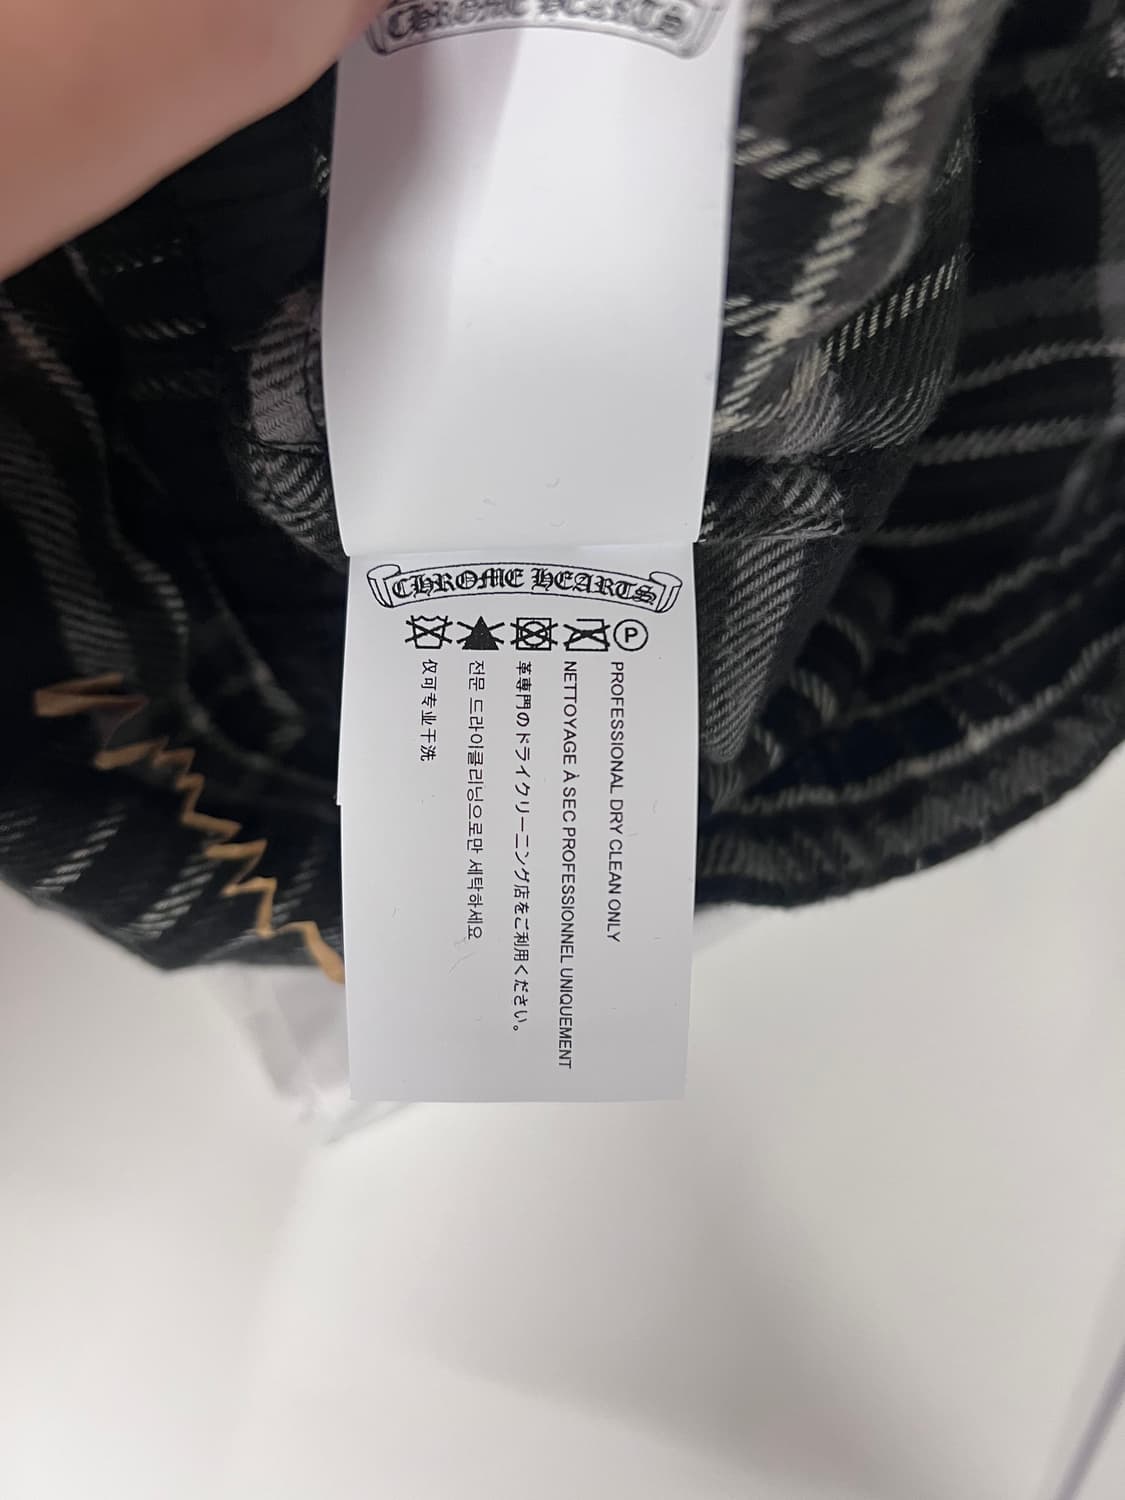 CHROME HEARTS
CHROME HEARTS
P
PROFESSIONAL DRY CLEAN ONLY
NETTOYAGE À SEC PROFESSIONNEL UNIQUEMENT
革専門のドライクリーニング店をご利用ください。
전문 드라이클리닝으로만 세탁하세요
仅可专业干洗